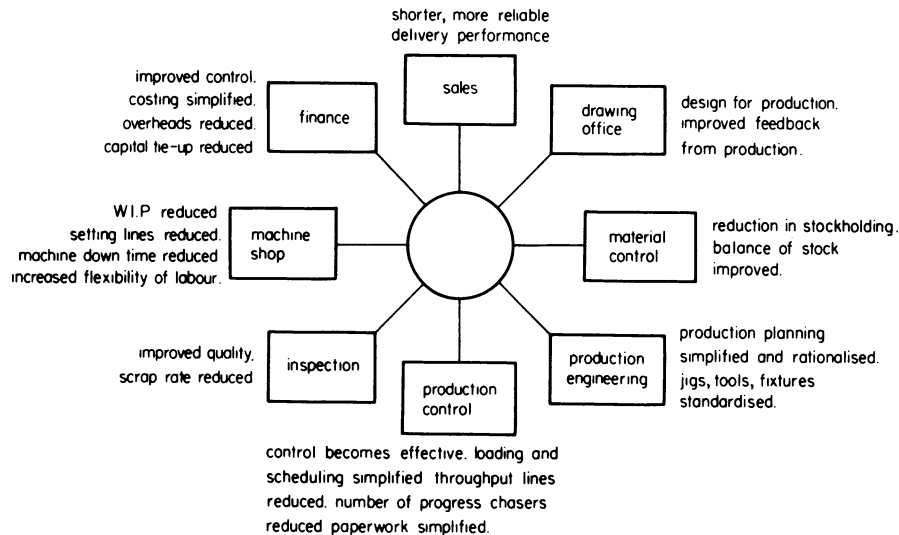 shorter, more reliable
delivery performance
sales
improved control.
costing simplified.
overheads reduced.
capital tie-up reduced
finance
drawing
office
design for production.
improved feedback
from production.
W.I.P reduced
setting lines reduced.
machine down time reduced
increased flexibility of labour.
machine
shop
material
control
reduction in stockholding.
balance of stock
improved.
improved quality,
scrap rate reduced
inspection
production
control
production
engineering
production planning
simplified and rationalised.
jigs, tools, fixtures
standardised.
control becomes effective. loading and
scheduling simplified throughput lines
reduced. number of progress chasers
reduced paperwork simplified.